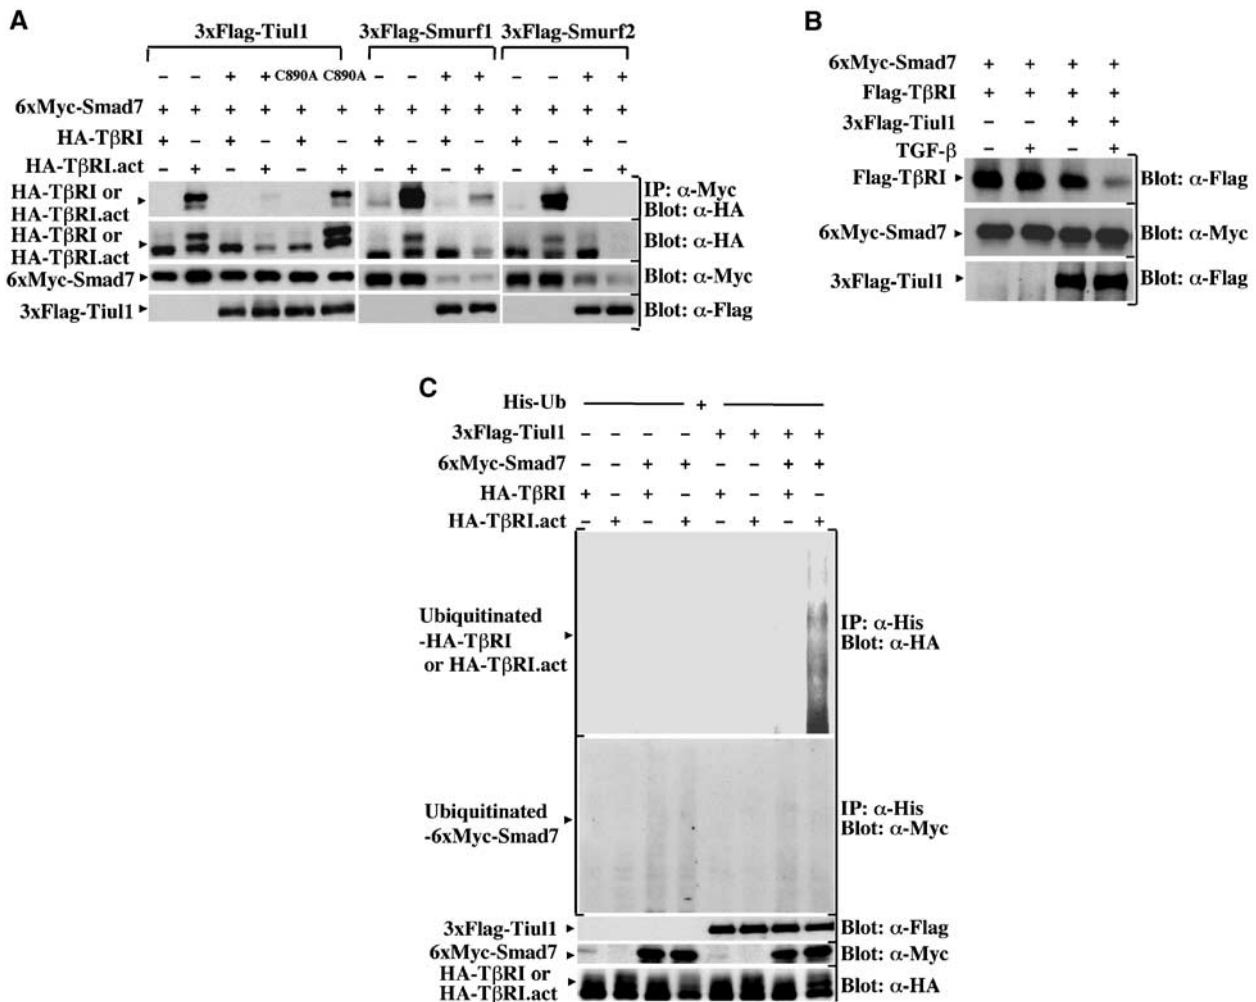 A
3xFlag-Tiul1 3xFlag-Smurf1 3xFlag-Smurf2
– – + + C890A C890A – – + + – – + +
6xMyc-Smad7 + + + + + + + + + + + + + +
HA-TβRI + – + – + – + – + – + – + –
HA-TβRI.act – + – + – + – + – + – + – +
HA-TβRI or
HA-TβRI.act
IP: α-Myc
Blot: α-HA
HA-TβRI or
HA-TβRI.act
Blot: α-HA
6xMyc-Smad7 Blot: α-Myc
3xFlag-Tiul1 Blot: α-Flag
B
6xMyc-Smad7 + + + +
Flag-TβRI + + + +
3xFlag-Tiul1 – – + +
TGF-β – + – +
Flag-TβRI Blot: α-Flag
6xMyc-Smad7 Blot: α-Myc
3xFlag-Tiul1 Blot: α-Flag
C
His-Ub +
3xFlag-Tiul1 – – – – + + + +
6xMyc-Smad7 – – + + – – + +
HA-TβRI + – + – + – + –
HA-TβRI.act – + – + – + – +
Ubiquitinated
-HA-TβRI
or HA-TβRI.act
IP: α-His
Blot: α-HA
Ubiquitinated
-6xMyc-Smad7
IP: α-His
Blot: α-Myc
3xFlag-Tiul1 Blot: α-Flag
6xMyc-Smad7 Blot: α-Myc
HA-TβRI or
HA-TβRI.act
Blot: α-HA